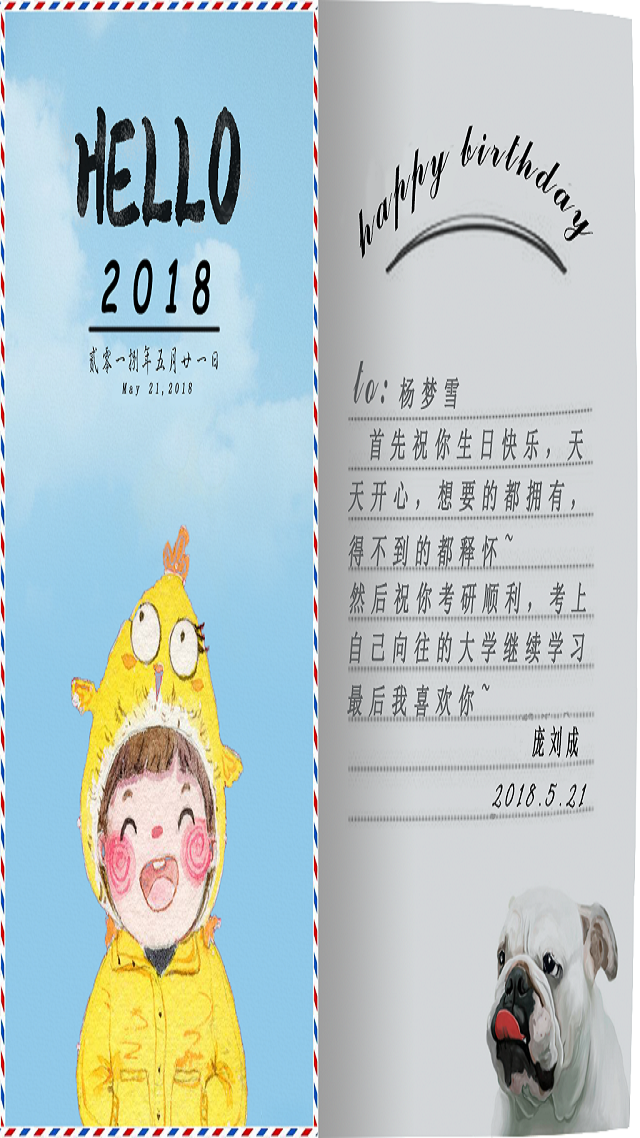 HELLO
2018
贰零一捌年五月廿一日
May 21,2018
happy birthday
to: 杨梦雪
首先祝你生日快乐，天
天开心，想要的都拥有，
得不到的都释怀~
然后祝你考研顺利，考上
自己向往的大学继续学习
最后我喜欢你~
庞刘成
2018.5.21